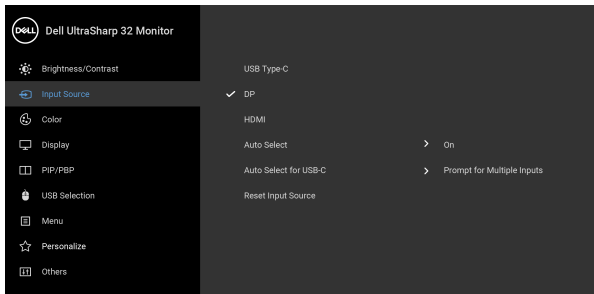 DELL
Dell UltraSharp 32 Monitor
Brightness/Contrast
USB Type-C
Input Source
DP
Color
HDMI
Display
Auto Select
On
PIP/PBP
Auto Select for USB-C
Prompt for Multiple Inputs
USB Selection
Reset Input Source
Menu
Personalize
Others